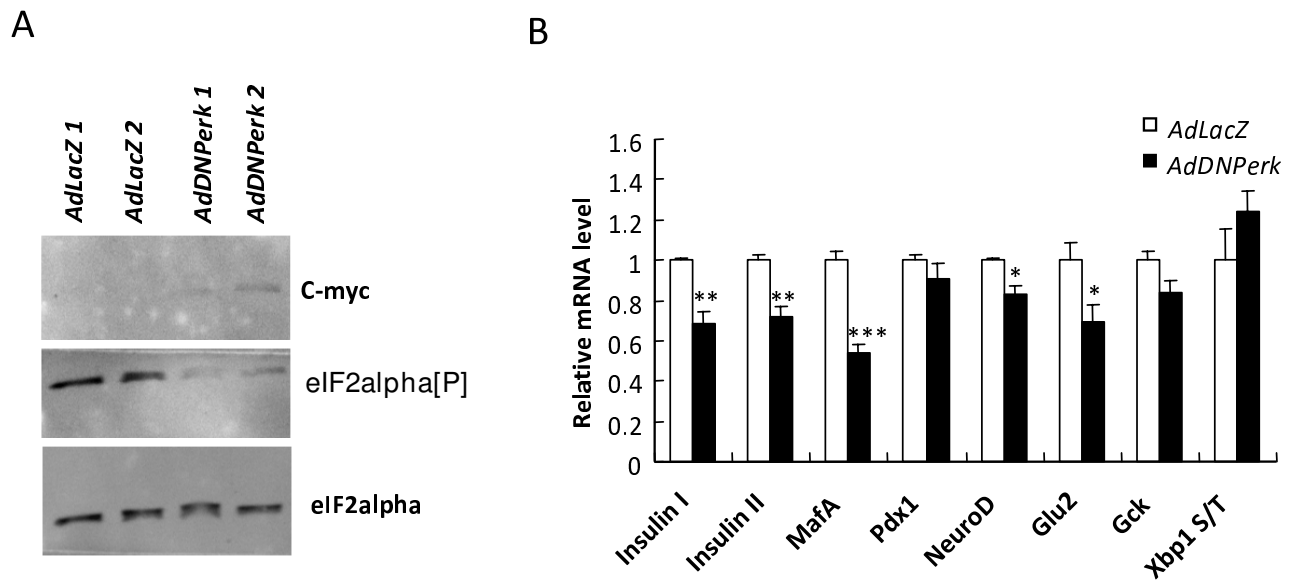 A
AdLacZ 1
AdLacZ 2
AdDNPerk 1
AdDNPerk 2
C-myc
eIF2alpha[P]
eIF2alpha
B
AdLacZ
AdDNPerk
Relative mRNA level
1.6
1.4
1.2
1
0.8
0.6
0.4
0.2
0
**
**
***
*
*
Insulin I
Insulin II
MafA
Pdx1
NeuroD
Glu2
Gck
Xbp1 S/T